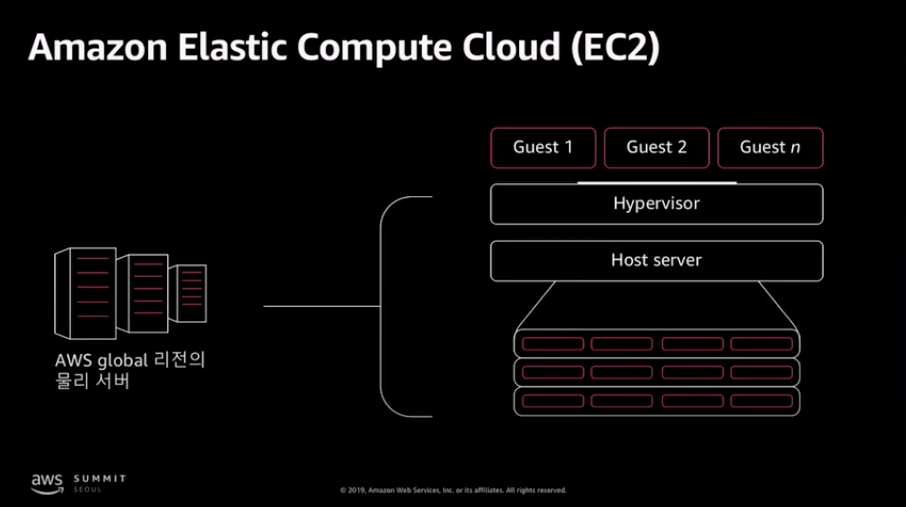 Amazon Elastic Compute Cloud (EC2)
Guest 1
Guest 2
Guest n
Hypervisor
Host server
AWS global 리전의
물리 서버
aws
SUMMIT
SEOUL
© 2019, Amazon Web Services, Inc. or its affiliates. All rights reserved.